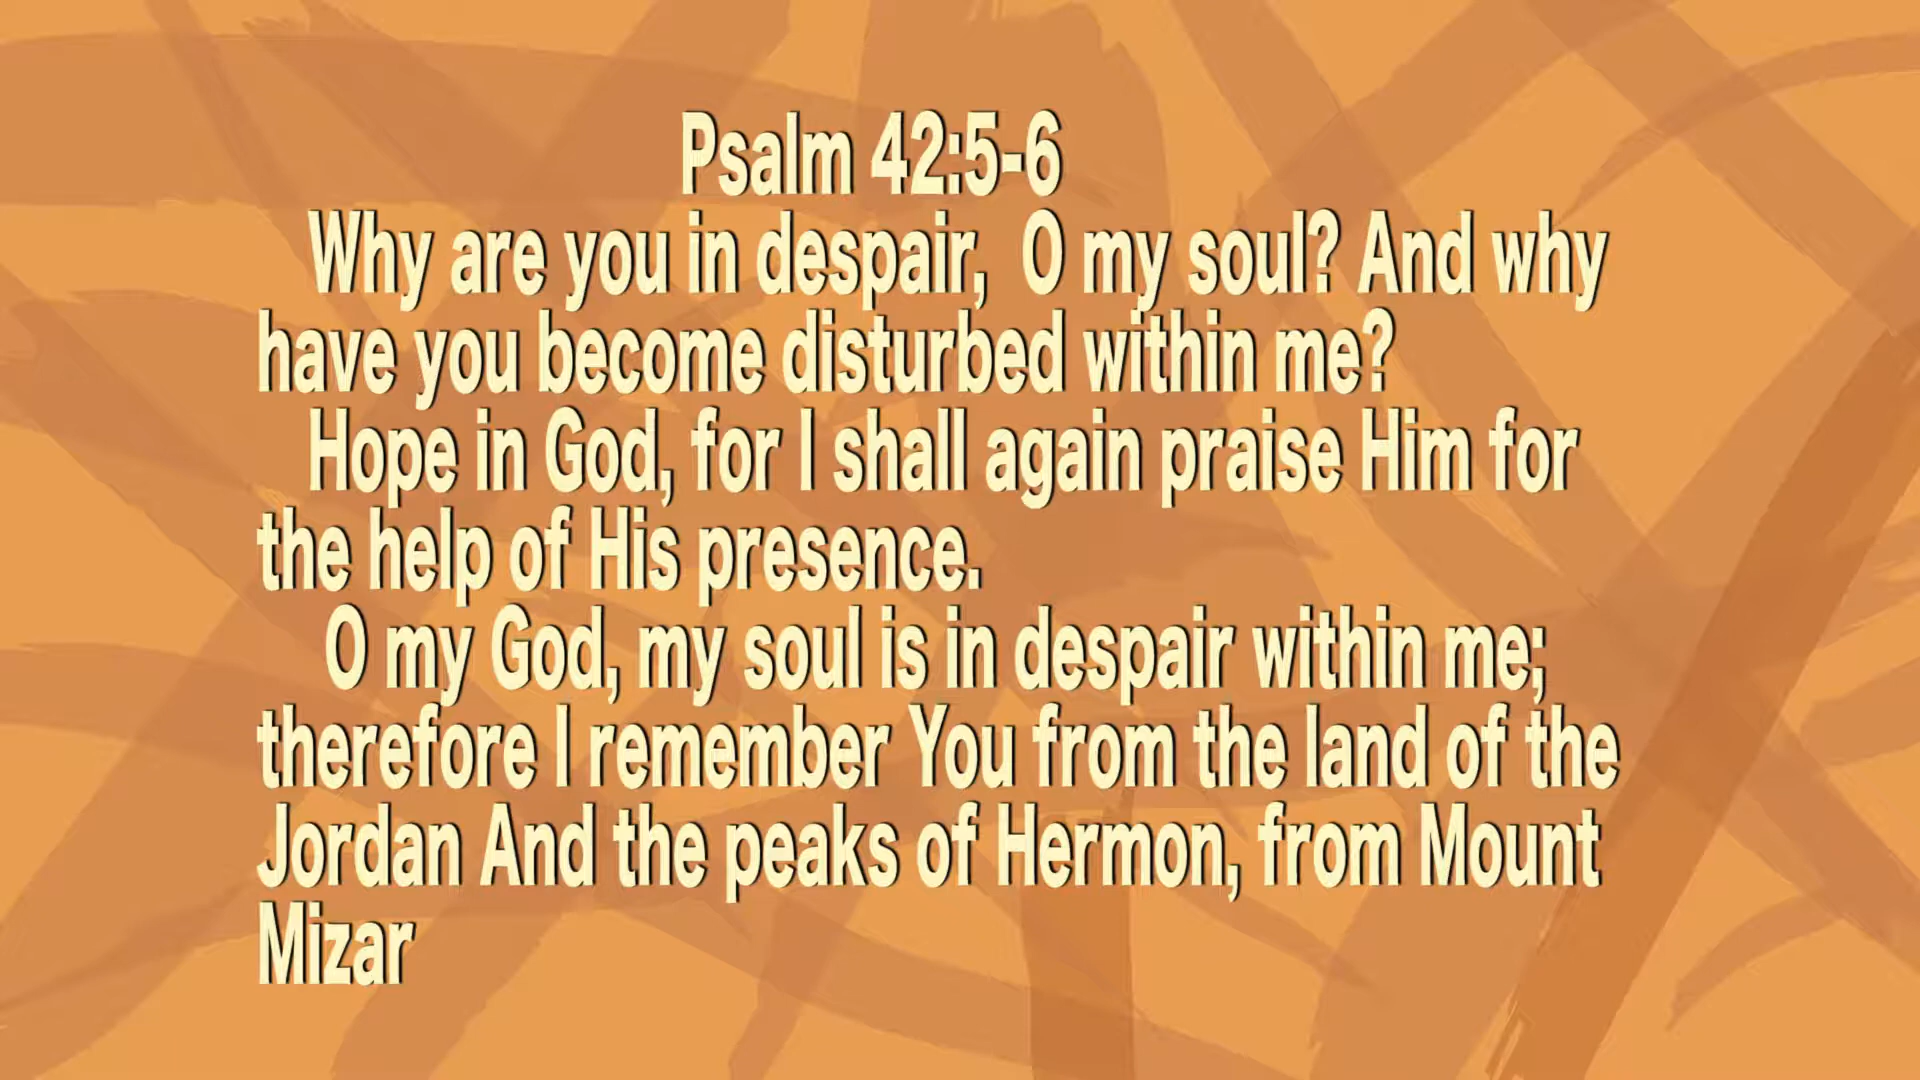 Psalm 42:5-6
Why are you in despair,  O my soul? And why
have you become disturbed within me?
Hope in God, for I shall again praise Him for
the help of His presence.
O my God, my soul is in despair within me;
therefore I remember You from the land of the
Jordan And the peaks of Hermon, from Mount
Mizar